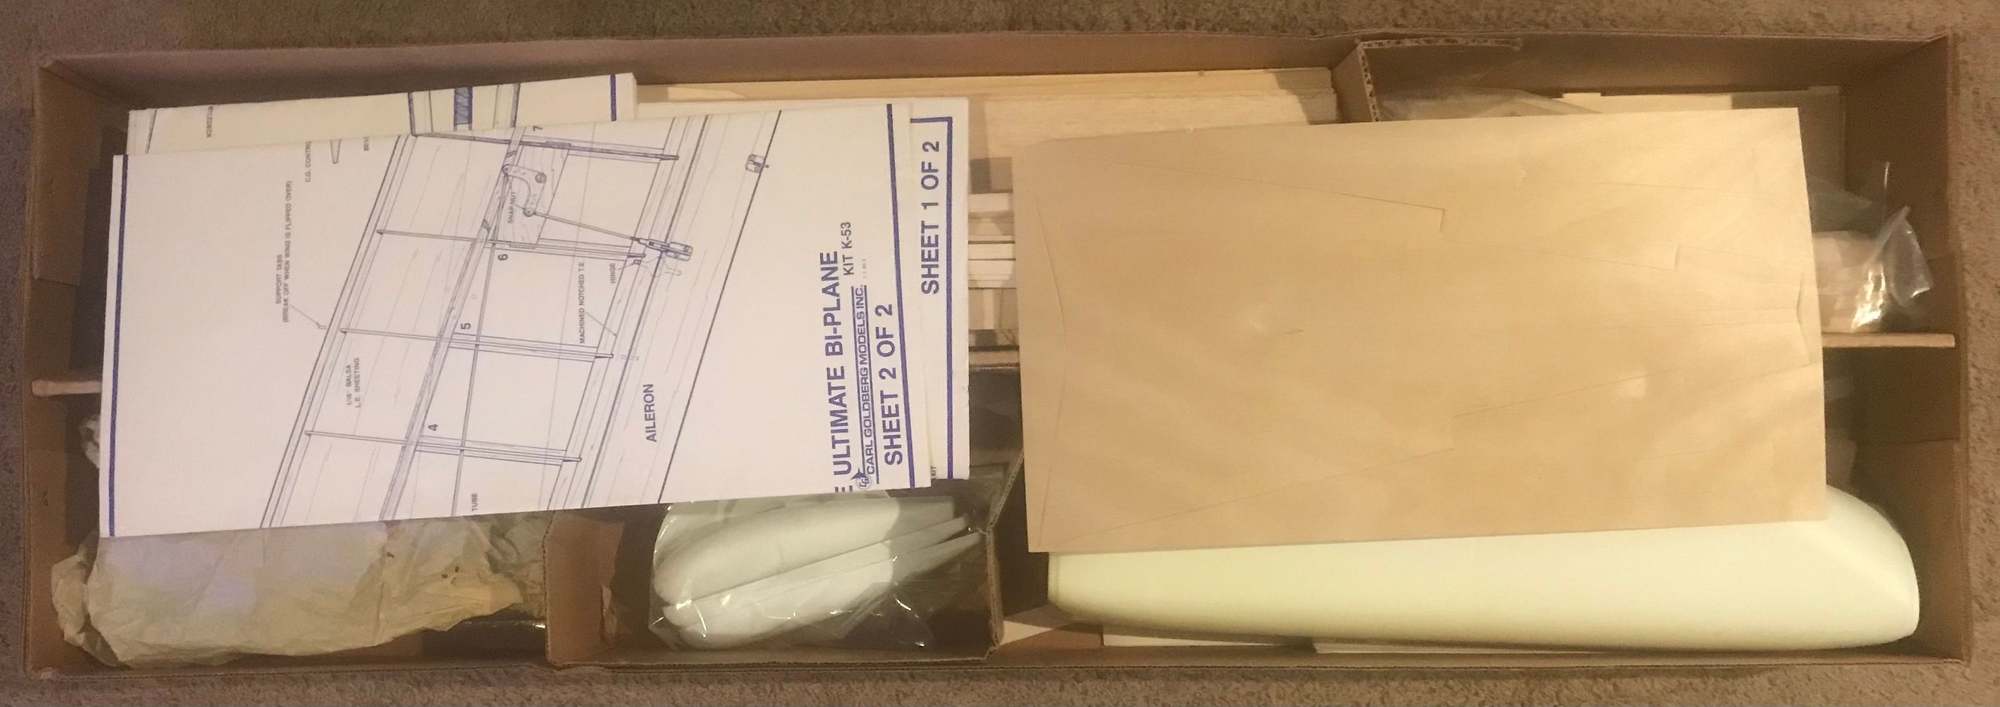 C.G. CONTROL
SUPPORT TABS
(BREAK OFF WHEN WING IS FLIPPED OVER)
SNAP NUT
7
6
5
4
HINGE
MACHINED NOTCHED T.E.
BALSA
L.E. SHEETING
TUBE
AILERON
E ULTIMATE BI-PLANE
KIT K-53
CARL GOLDBERG MODELS INC.
SHEET 2 OF 2
SHEET 1 OF 2
KIT